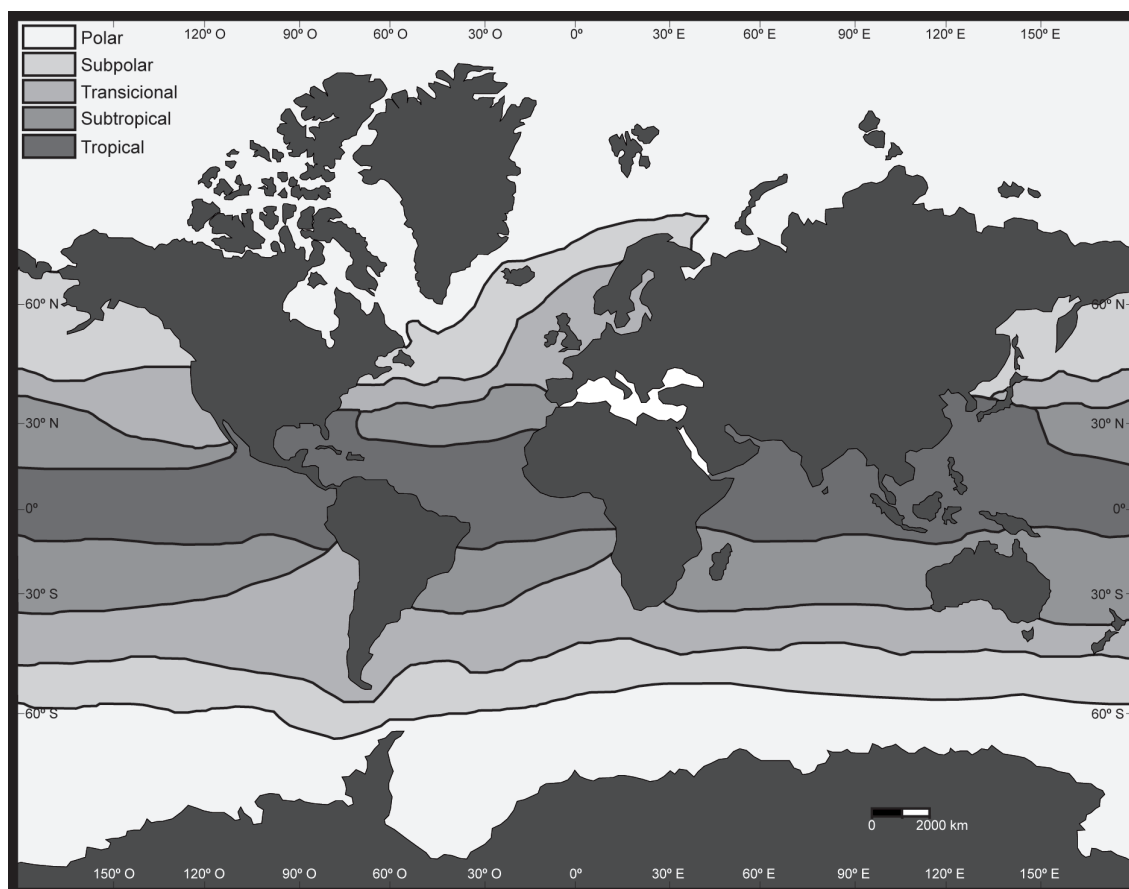 120º O 90º O 60º O 30º O 0º 30º E 60º E 90º E 120º E 150º E
Polar
Subpolar
Transicional
Subtropical
Tropical
60º N 60º N
30º N 30º N
0º 0º
30º S 30º S
60º S 60º S
0 2000 km
150º O 120º O 90º O 60º O 30º O 0º 30º E 60º E 90º E 120º E 150º E